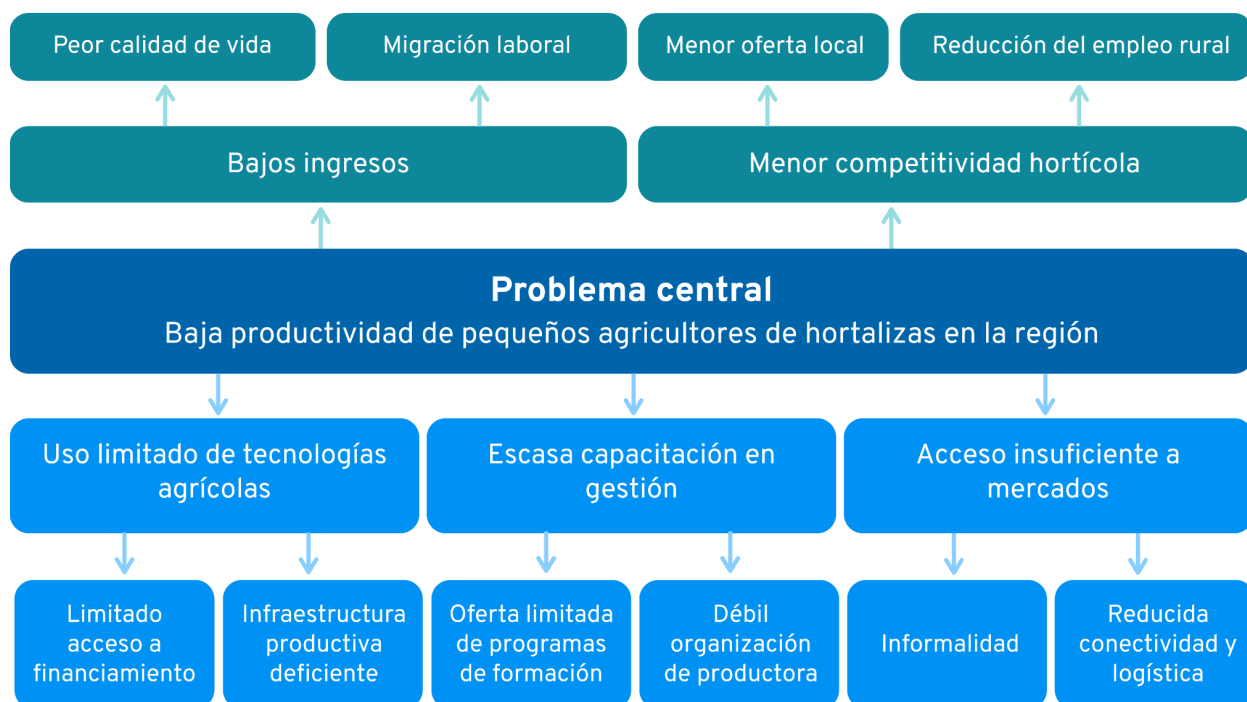 Peor calidad de vida
Migración laboral
Menor oferta local
Reducción del empleo rural
Bajos ingresos
Menor competitividad hortícola
Problema central
Baja productividad de pequeños agricultores de hortalizas en la región
Uso limitado de tecnologías
agrícolas
Escasa capacitación en
gestión
Acceso insuficiente a
mercados
Limitado
acceso a
financiamiento
Infraestructura
productiva
deficiente
Oferta limitada
de programas
de formación
Débil
organización
de productora
Informalidad
Reducida
conectividad y
logística